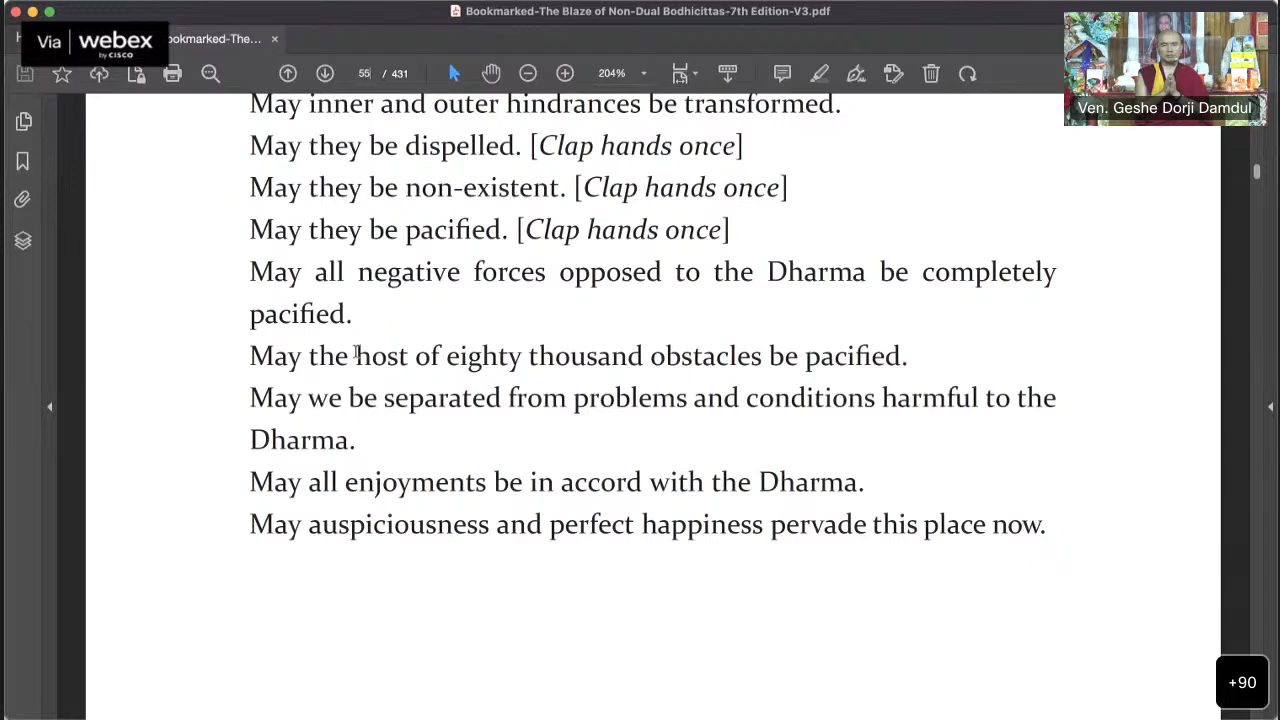 Bookmarked-The Blaze of Non-Dual Bodhicittas-7th Edition-V3.pdf
Via webex
by CISCO
ookmarked-The... ×
55 / 431
204%
Ven. Geshe Dorji Damdul
May inner and outer hindrances be transformed.
May they be dispelled. [Clap hands once]
May they be non-existent. [Clap hands once]
May they be pacified. [Clap hands once]
May all negative forces opposed to the Dharma be completely
pacified.
May the host of eighty thousand obstacles be pacified.
May we be separated from problems and conditions harmful to the
Dharma.
May all enjoyments be in accord with the Dharma.
May auspiciousness and perfect happiness pervade this place now.
+90